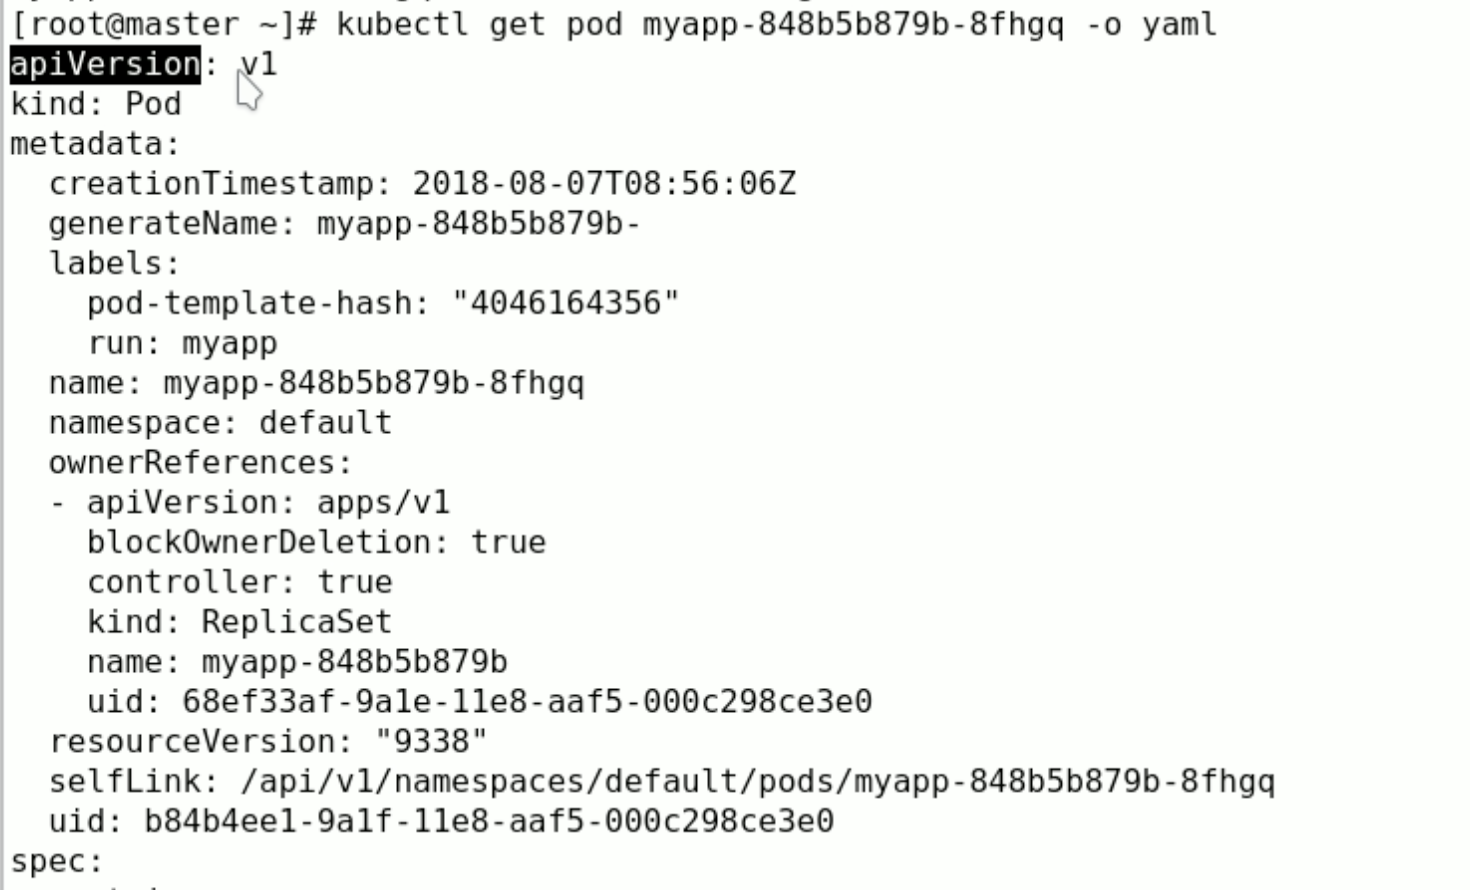 [root@master ~]# kubectl get pod myapp-848b5b879b-8fhgq -o yaml
apiVersion: v1
kind: Pod
metadata:
  creationTimestamp: 2018-08-07T08:56:06Z
  generateName: myapp-848b5b879b-
  labels:
    pod-template-hash: "4046164356"
    run: myapp
  name: myapp-848b5b879b-8fhgq
  namespace: default
  ownerReferences:
  - apiVersion: apps/v1
    blockOwnerDeletion: true
    controller: true
    kind: ReplicaSet
    name: myapp-848b5b879b
    uid: 68ef33af-9a1e-11e8-aaf5-000c298ce3e0
  resourceVersion: "9338"
  selfLink: /api/v1/namespaces/default/pods/myapp-848b5b879b-8fhgq
  uid: b84b4ee1-9a1f-11e8-aaf5-000c298ce3e0
spec: